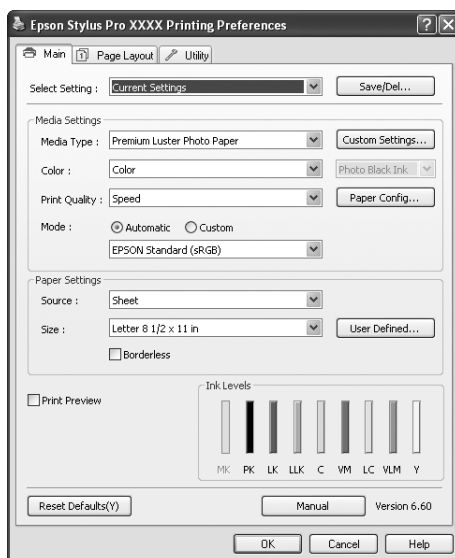 Epson Stylus Pro XXXX Printing Preferences
Main Page Layout Utility
Select Setting : Current Settings Save/Del...
Media Settings
Media Type : Premium Luster Photo Paper Custom Settings...
Color : Color Photo Black Ink
Print Quality : Speed Paper Config...
Mode : Automatic Custom
EPSON Standard (sRGB)
Paper Settings
Source : Sheet
Size : Letter 8 1/2 x 11 in User Defined...
Borderless
Print Preview
Ink Levels
MK PK LK LLK C VM LC VLM Y
Reset Defaults(Y) Manual Version 6.60
OK Cancel Help